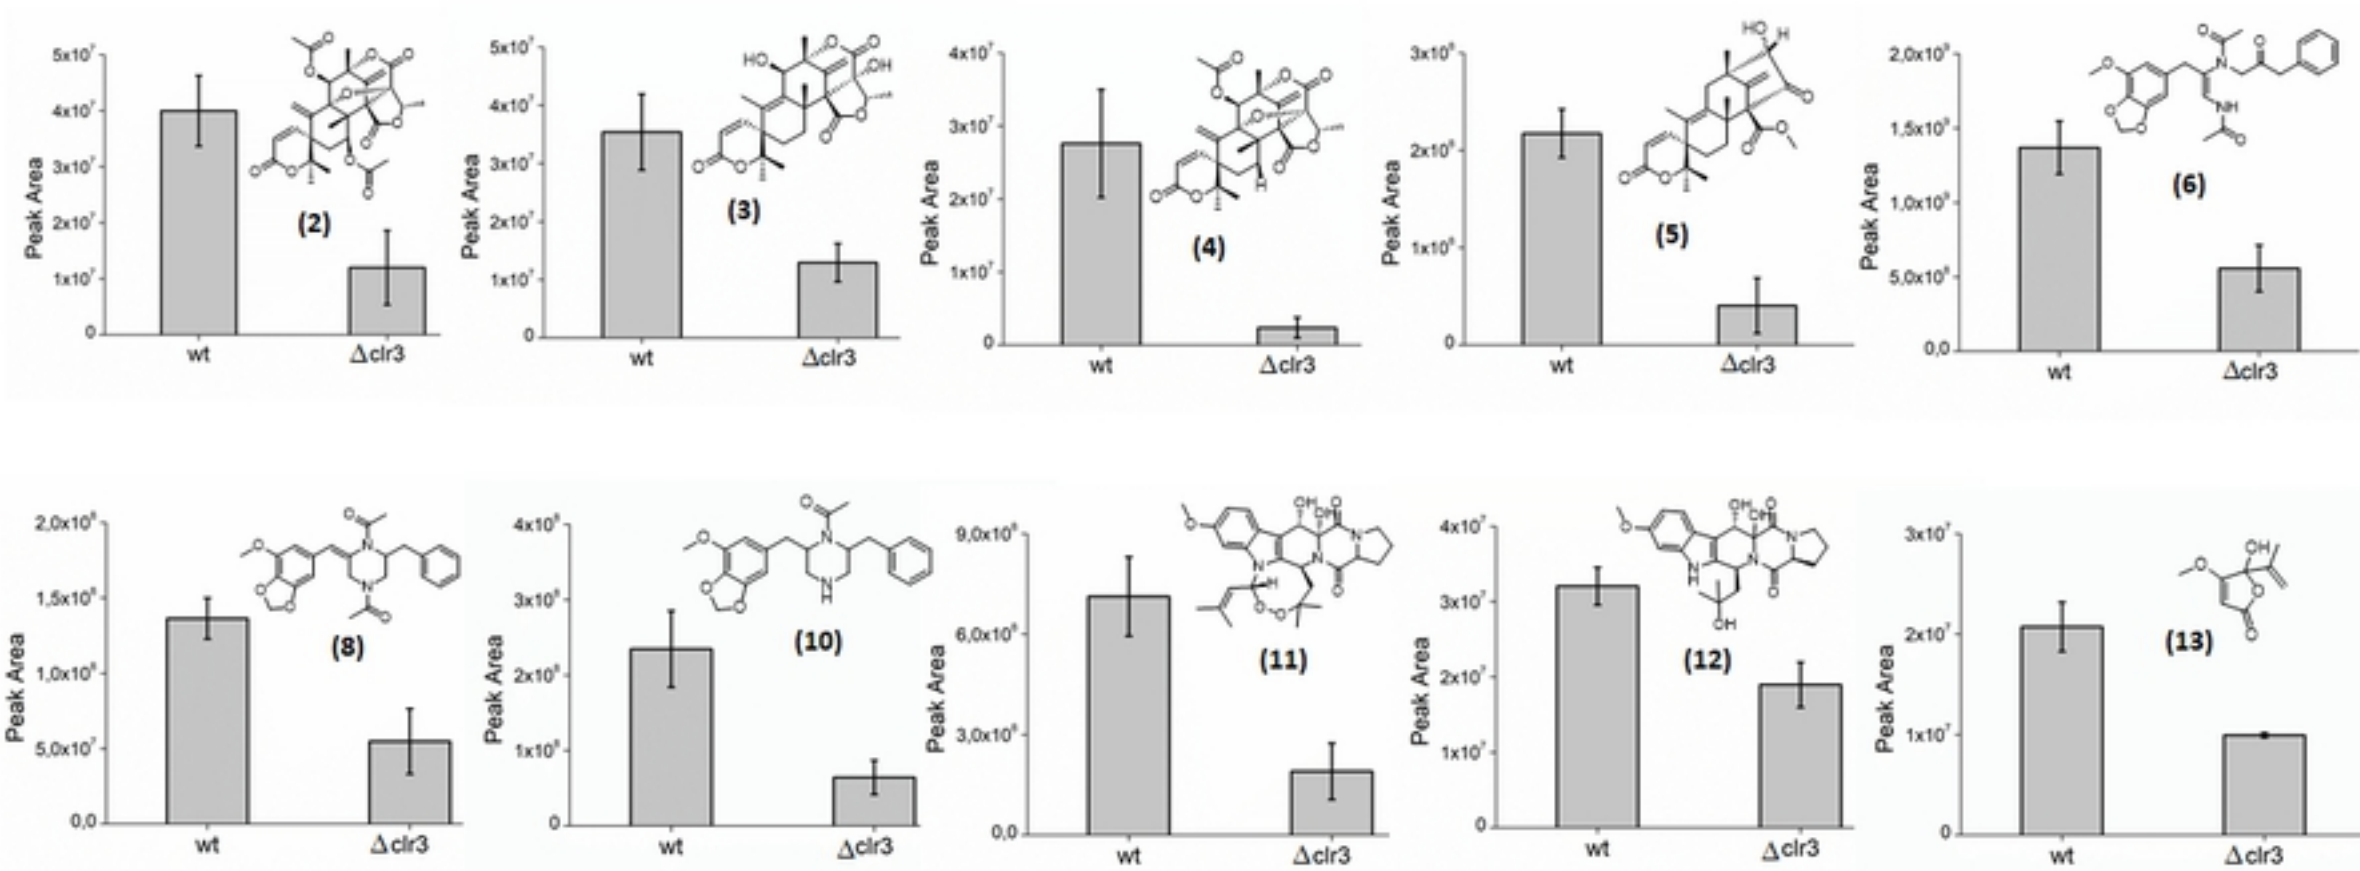 5x10⁷
4x10⁷
3x10⁷
2x10⁷
1x10⁷
0
Peak Area
O
O
O
O
O
O
O
O
O
O
O
(2)
wt
Δclr3
5x10⁷
4x10⁷
3x10⁷
2x10⁷
1x10⁷
0
Peak Area
HO
O
O
OH
O
O
O
O
(3)
wt
Δclr3
4x10⁷
3x10⁷
2x10⁷
1x10⁷
0
Peak Area
O
O
O
O
O
O
O
O
O
H
(4)
wt
Δclr3
3x10⁸
2x10⁸
1x10⁸
0
Peak Area
HO
H
O
O
O
O
O
(5)
wt
Δclr3
2,0x10⁹
1,5x10⁹
1,0x10⁹
5,0x10⁸
0,0
Peak Area
O
O
O
N
NH
O
O
O
(6)
wt
Δclr3
2,0x10⁸
1,5x10⁸
1,0x10⁸
5,0x10⁷
0,0
Peak Area
O
O
N
O
O
N
O
(8)
wt
Δclr3
4x10⁸
3x10⁸
2x10⁸
1x10⁸
0
Peak Area
O
O
N
O
O
N
H
(10)
wt
Δclr3
9,0x10⁸
6,0x10⁸
3,0x10⁸
0,0
Peak Area
OH
O
O
OH
N
N
N
H
O
O
O
(11)
wt
Δclr3
4x10⁷
3x10⁷
2x10⁷
1x10⁷
0
Peak Area
OH
O
O
OH
N
N
N
H
O
OH
(12)
wt
Δclr3
3x10⁷
2x10⁷
1x10⁷
0
Peak Area
OH
O
O
O
(13)
wt
Δclr3